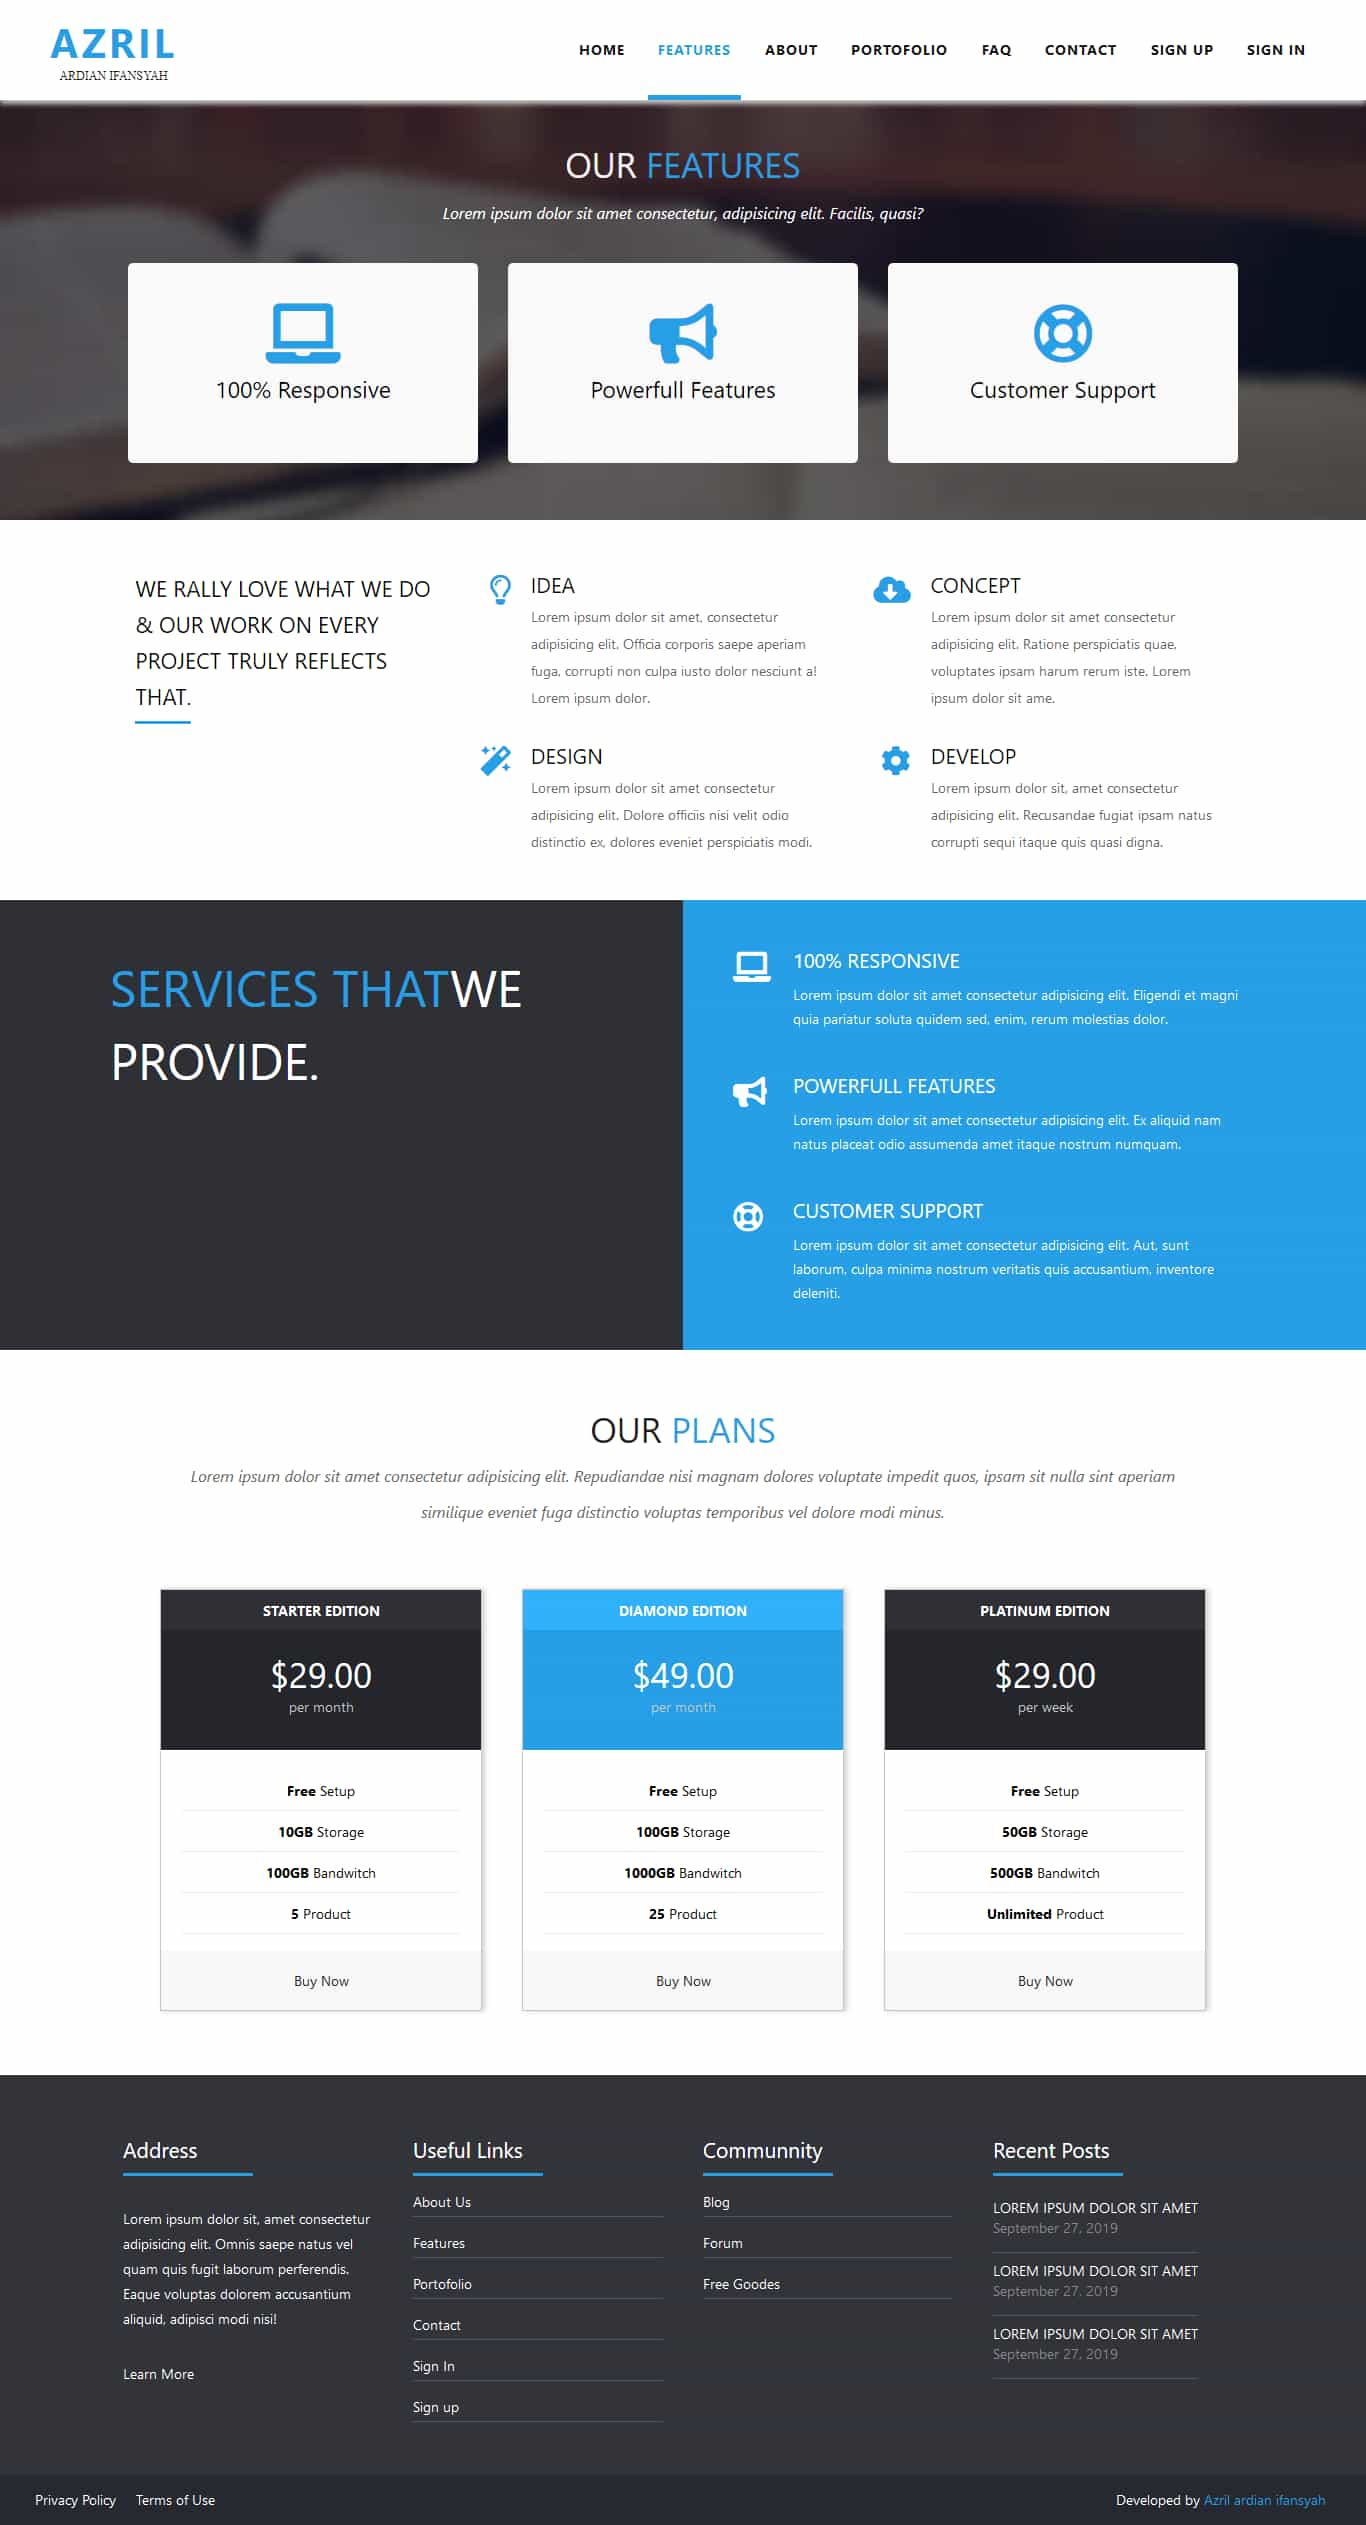 AZRIL
ARDIAN IFANSYAH
HOME FEATURES ABOUT PORTOFOLIO FAQ CONTACT SIGN UP SIGN IN
OUR FEATURES
Lorem ipsum dolor sit amet consectetur, adipisicing elit. Facilis, quasi?
100% Responsive
Powerfull Features
Customer Support
WE RALLY LOVE WHAT WE DO
& OUR WORK ON EVERY
PROJECT TRULY REFLECTS
THAT.
IDEA
Lorem ipsum dolor sit amet, consectetur
adipisicing elit. Officia corporis saepe aperiam
fuga, corrupti non culpa iusto dolor nesciunt a!
Lorem ipsum dolor.
CONCEPT
Lorem ipsum dolor sit amet consectetur
adipisicing elit. Ratione perspiciatis quae,
voluptates ipsam harum rerum iste. Lorem
ipsum dolor sit ame.
DESIGN
Lorem ipsum dolor sit amet consectetur
adipisicing elit. Dolore officiis nisi velit odio
distinctio ex, dolores eveniet perspiciatis modi.
DEVELOP
Lorem ipsum dolor sit, amet consectetur
adipisicing elit. Recusandae fugiat ipsam natus
corrupti sequi itaque quis quasi digna.
SERVICES THATWE
PROVIDE.
100% RESPONSIVE
Lorem ipsum dolor sit amet consectetur adipisicing elit. Eligendi et magni
quia pariatur soluta quidem sed, enim, rerum molestias dolor.
POWERFULL FEATURES
Lorem ipsum dolor sit amet consectetur adipisicing elit. Ex aliquid nam
natus placeat odio assumenda amet itaque nostrum numquam.
CUSTOMER SUPPORT
Lorem ipsum dolor sit amet consectetur adipisicing elit. Aut, sunt
laborum, culpa minima nostrum veritatis quis accusantium, inventore
deleniti.
OUR PLANS
Lorem ipsum dolor sit amet consectetur adipisicing elit. Repudiandae nisi magnam dolores voluptate impedit quos, ipsam sit nulla sint aperiam
similique eveniet fuga distinctio voluptas temporibus vel dolore modi minus.
STARTER EDITION
$29.00
per month
Free Setup
10GB Storage
100GB Bandwitch
5 Product
Buy Now
DIAMOND EDITION
$49.00
per month
Free Setup
100GB Storage
1000GB Bandwitch
25 Product
Buy Now
PLATINUM EDITION
$29.00
per week
Free Setup
50GB Storage
500GB Bandwitch
Unlimited Product
Buy Now
Address
Lorem ipsum dolor sit, amet consectetur
adipisicing elit. Omnis saepe natus vel
quam quis fugit laborum perferendis.
Eaque voluptas dolorem accusantium
aliquid, adipisci modi nisi!
Learn More
Useful Links
About Us
Features
Portofolio
Contact
Sign In
Sign up
Communnity
Blog
Forum
Free Goodes
Recent Posts
LOREM IPSUM DOLOR SIT AMET
September 27, 2019
LOREM IPSUM DOLOR SIT AMET
September 27, 2019
LOREM IPSUM DOLOR SIT AMET
September 27, 2019
Privacy Policy Terms of Use
Developed by Azril ardian ifansyah